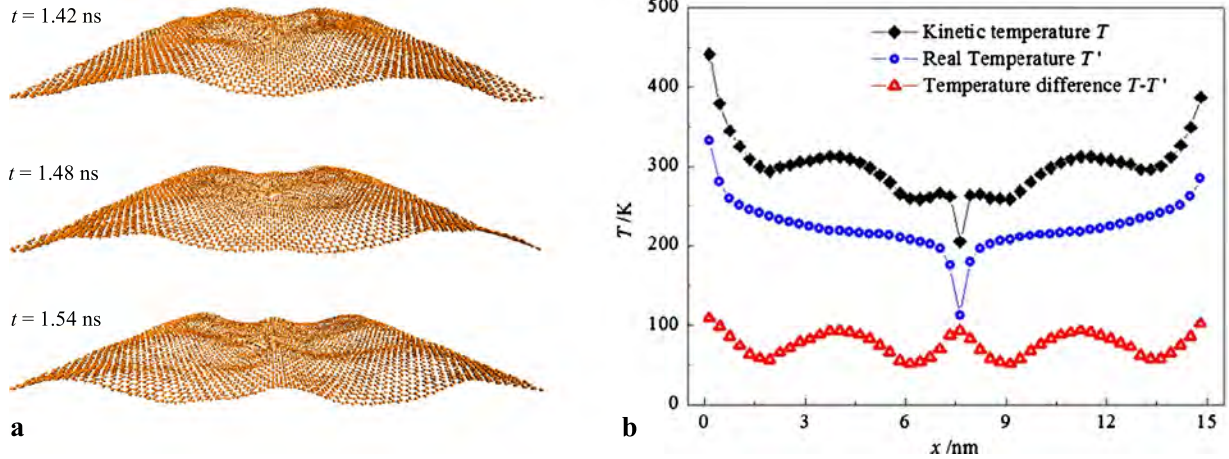 t = 1.42 ns
t = 1.48 ns
t = 1.54 ns
a
500
400
300
200
100
0
T /K
Kinetic temperature T
Real Temperature T'
Temperature difference T-T'
0
3
6
9
12
15
x /nm
b